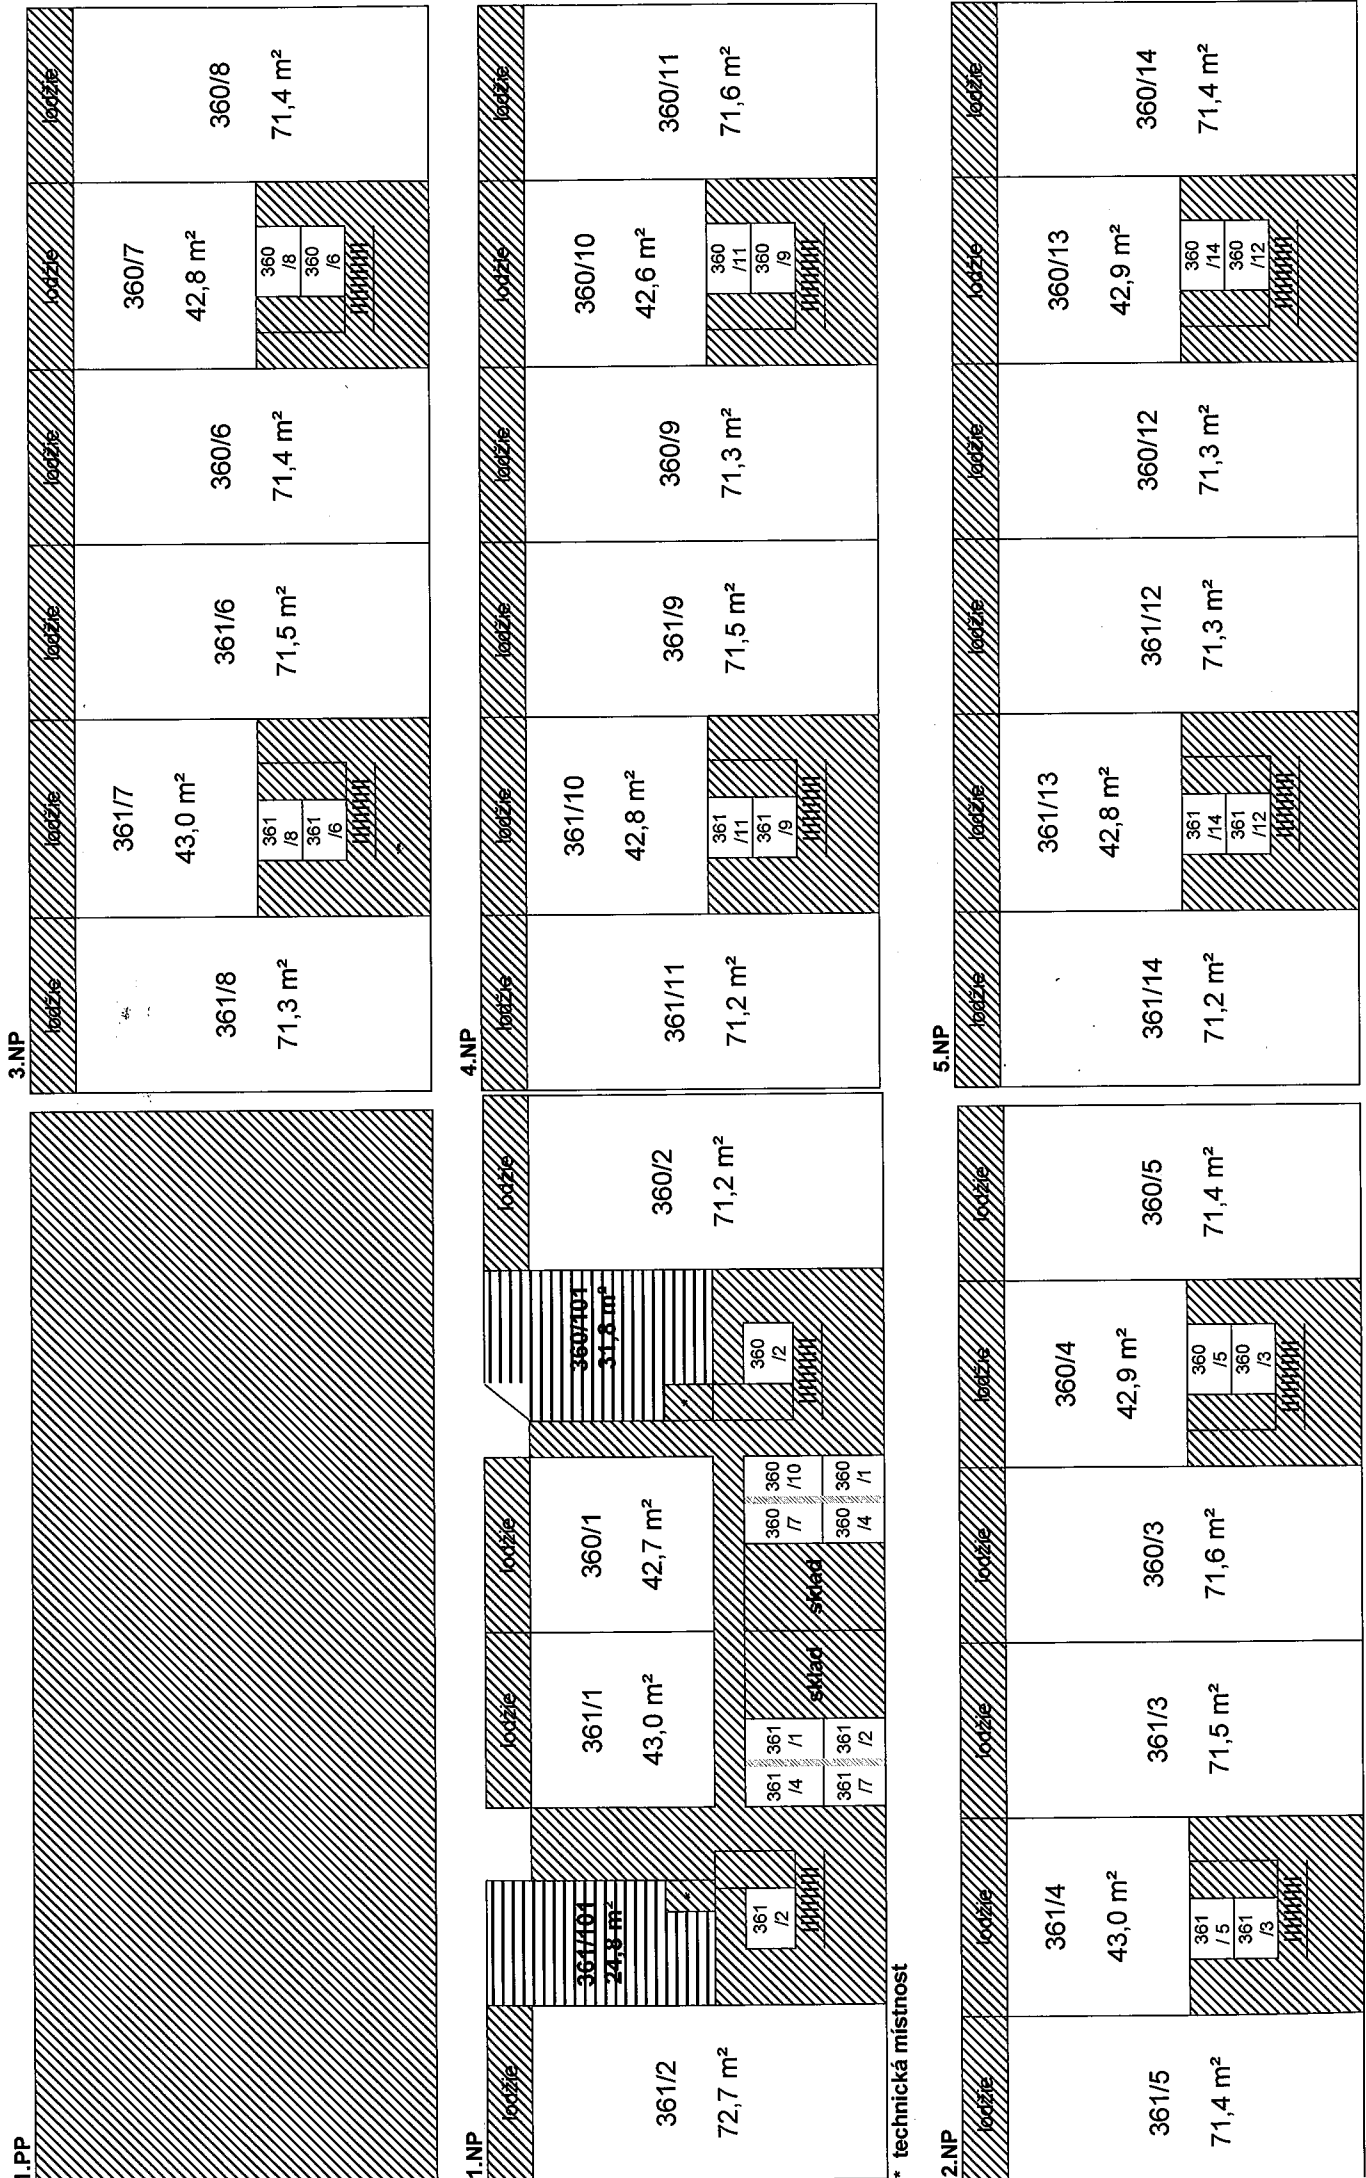 1.PP
1.NP
lodžie
lodžie
lodžie
lodžie
361/2
72,7 m²
361/101
24,8 m²
*
361/1
43,0 m²
360/1
42,7 m²
360/101
31,8 m²
*
360/2
71,2 m²
361
/2
361
/4
361
/1
361
/7
361
/2
sklad
sklad
360
/7
360
/10
360
/4
360
/1
360
/2
* technická místnost
2.NP
lodžie
lodžie
lodžie
lodžie
lodžie
lodžie
361/5
71,4 m²
361/4
43,0 m²
361
/ 5
361
/3
361/3
71,5 m²
360/3
71,6 m²
360/4
42,9 m²
360
/5
360
/3
360/5
71,4 m²
3.NP
lodžie
lodžie
lodžie
lodžie
lodžie
lodžie
361/8
71,3 m²
361/7
43,0 m²
361
/8
361
/6
361/6
71,5 m²
360/6
71,4 m²
360/7
42,8 m²
360
/8
360
/6
360/8
71,4 m²
4.NP
lodžie
lodžie
lodžie
lodžie
lodžie
lodžie
361/11
71,2 m²
361/10
42,8 m²
361
/11
361
/9
361/9
71,5 m²
360/9
71,3 m²
360/10
42,6 m²
360
/11
360
/9
360/11
71,6 m²
5.NP
lodžie
lodžie
lodžie
lodžie
lodžie
lodžie
361/14
71,2 m²
361/13
42,8 m²
361
/14
361
/12
361/12
71,3 m²
360/12
71,3 m²
360/13
42,9 m²
360
/14
360
/12
360/14
71,4 m²